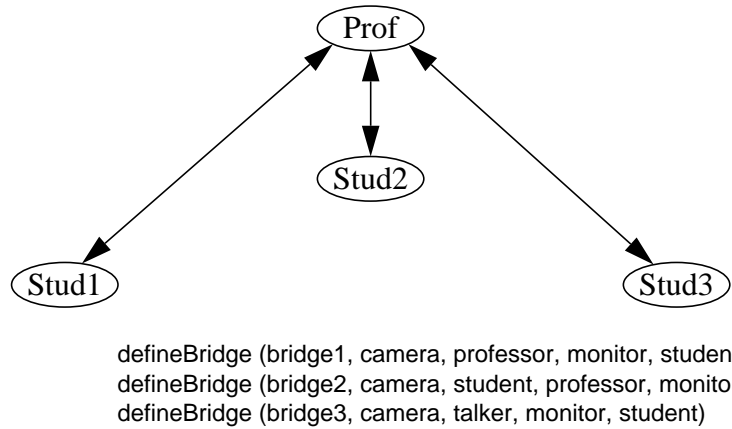 Prof
Stud2
Stud1
Stud3
defineBridge (bridge1, camera, professor, monitor, studen
defineBridge (bridge2, camera, student, professor, monito
defineBridge (bridge3, camera, talker, monitor, student)